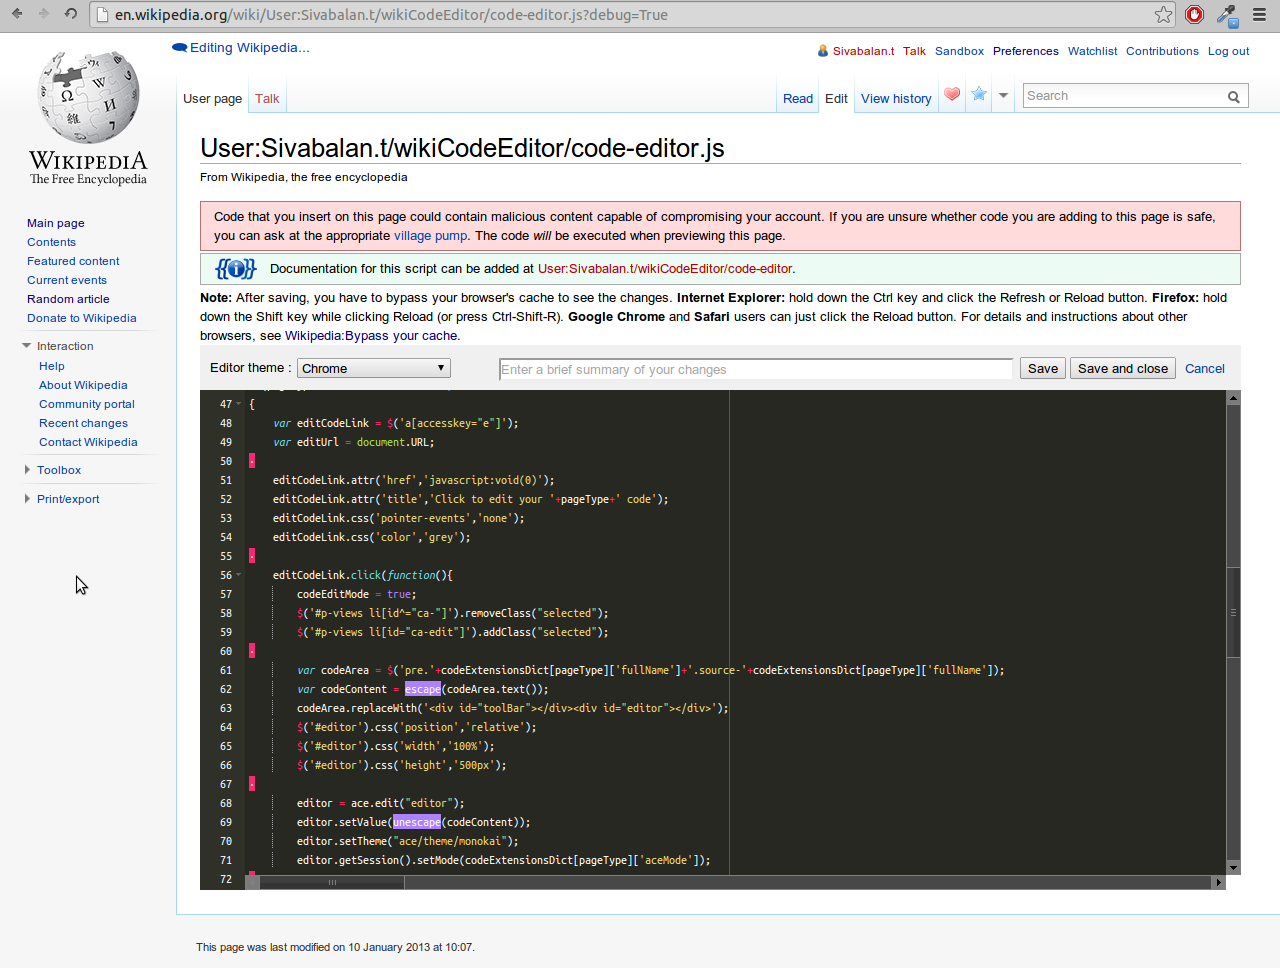 en.wikipedia.org/wiki/User:Sivabalan.t/wikiCodeEditor/code-editor.js?debug=True
Editing Wikipedia...
Sivabalan.t Talk Sandbox Preferences Watchlist Contributions Log out
User page Talk Read Edit View history Search
WIKIPEDIA
The Free Encyclopedia
User:Sivabalan.t/wikiCodeEditor/code-editor.js
From Wikipedia, the free encyclopedia
Code that you insert on this page could contain malicious content capable of compromising your account. If you are unsure whether code you are adding to this page is safe,
you can ask at the appropriate village pump. The code will be executed when previewing this page.
{{i}} Documentation for this script can be added at User:Sivabalan.t/wikiCodeEditor/code-editor.
Note: After saving, you have to bypass your browser's cache to see the changes. Internet Explorer: hold down the Ctrl key and click the Refresh or Reload button. Firefox: hold
down the Shift key while clicking Reload (or press Ctrl-Shift-R). Google Chrome and Safari users can just click the Reload button. For details and instructions about other
browsers, see Wikipedia:Bypass your cache.
Main page
Contents
Featured content
Current events
Random article
Donate to Wikipedia
Interaction
Help
About Wikipedia
Community portal
Recent changes
Contact Wikipedia
Toolbox
Print/export
Editor theme : Chrome Enter a brief summary of your changes Save Save and close Cancel
47 {
48 var editCodeLink = $('a[accesskey="e"]');
49 var editUrl = document.URL;
50
51 editCodeLink.attr('href','javascript:void(0)');
52 editCodeLink.attr('title','Click to edit your '+pageType+' code');
53 editCodeLink.css('pointer-events','none');
54 editCodeLink.css('color','grey');
55
56 editCodeLink.click(function(){
57 codeEditMode = true;
58 $('#p-views li[id^="ca-"]').removeClass("selected");
59 $('#p-views li[id="ca-edit"]').addClass("selected");
60
61 var codeArea = $('pre.'+codeExtensionsDict[pageType]['fullName']+'.source-'+codeExtensionsDict[pageType]['fullName']);
62 var codeContent = escape(codeArea.text());
63 codeArea.replaceWith('<div id="toolBar"></div><div id="editor"></div>');
64 $('#editor').css('position','relative');
65 $('#editor').css('width','100%');
66 $('#editor').css('height','500px');
67
68 editor = ace.edit("editor");
69 editor.setValue(unescape(codeContent));
70 editor.setTheme("ace/theme/monokai");
71 editor.getSession().setMode(codeExtensionsDict[pageType]['aceMode']);
72
This page was last modified on 10 January 2013 at 10:07.